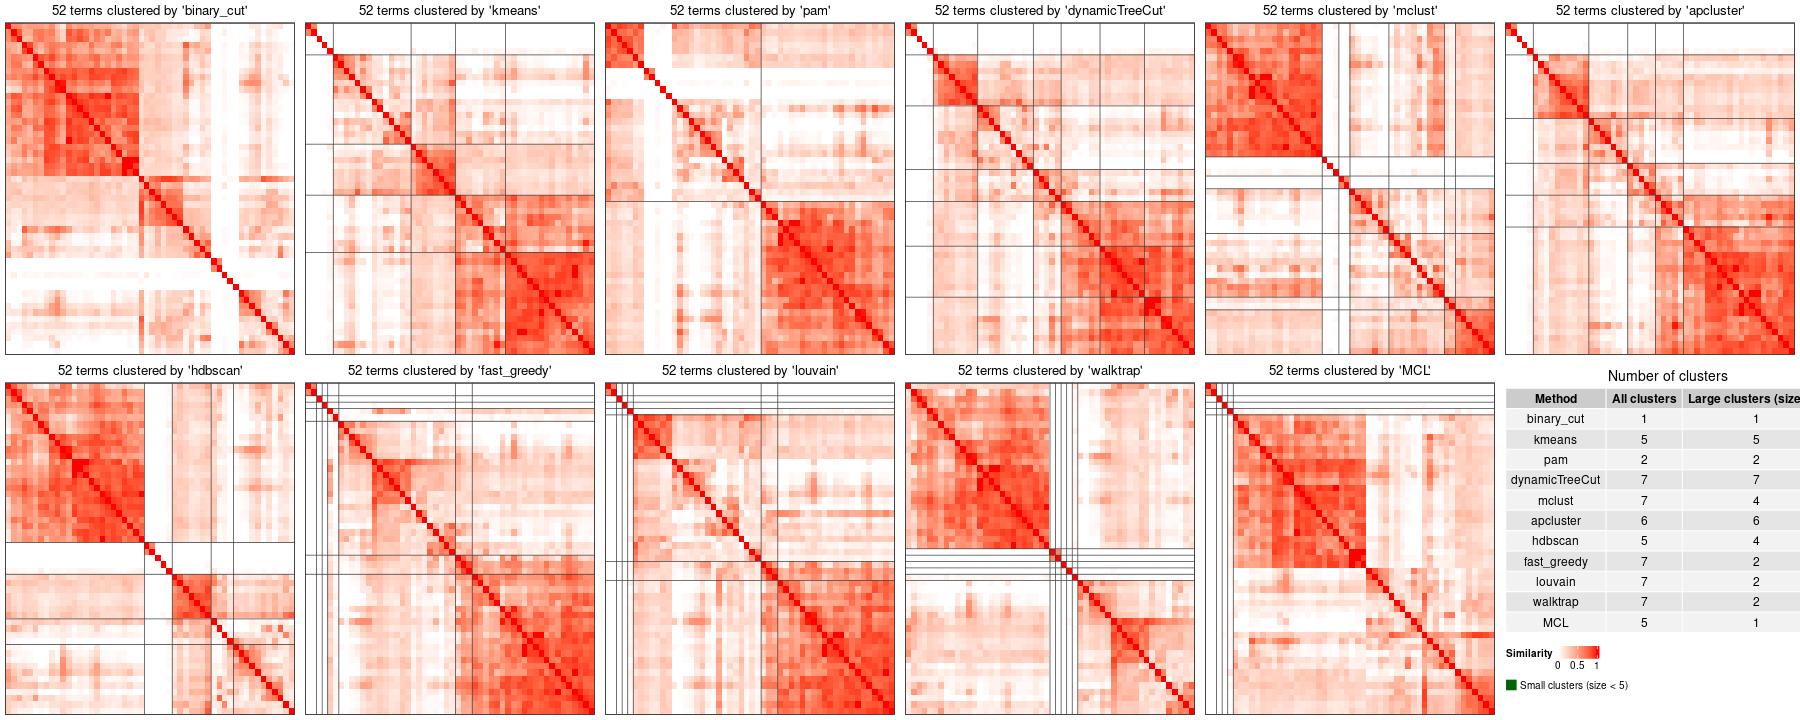 52 terms clustered by 'binary_cut'
52 terms clustered by 'kmeans'
52 terms clustered by 'pam'
52 terms clustered by 'dynamicTreeCut'
52 terms clustered by 'mclust'
52 terms clustered by 'apcluster'
52 terms clustered by 'hdbscan'
52 terms clustered by 'fast_greedy'
52 terms clustered by 'louvain'
52 terms clustered by 'walktrap'
52 terms clustered by 'MCL'
Number of clusters
Method All clusters Large clusters (size
binary_cut 1 1
kmeans 5 5
pam 2 2
dynamicTreeCut 7 7
mclust 7 4
apcluster 6 6
hdbscan 5 4
fast_greedy 7 2
louvain 7 2
walktrap 7 2
MCL 5 1
Similarity
0 0.5 1
Small clusters (size < 5)